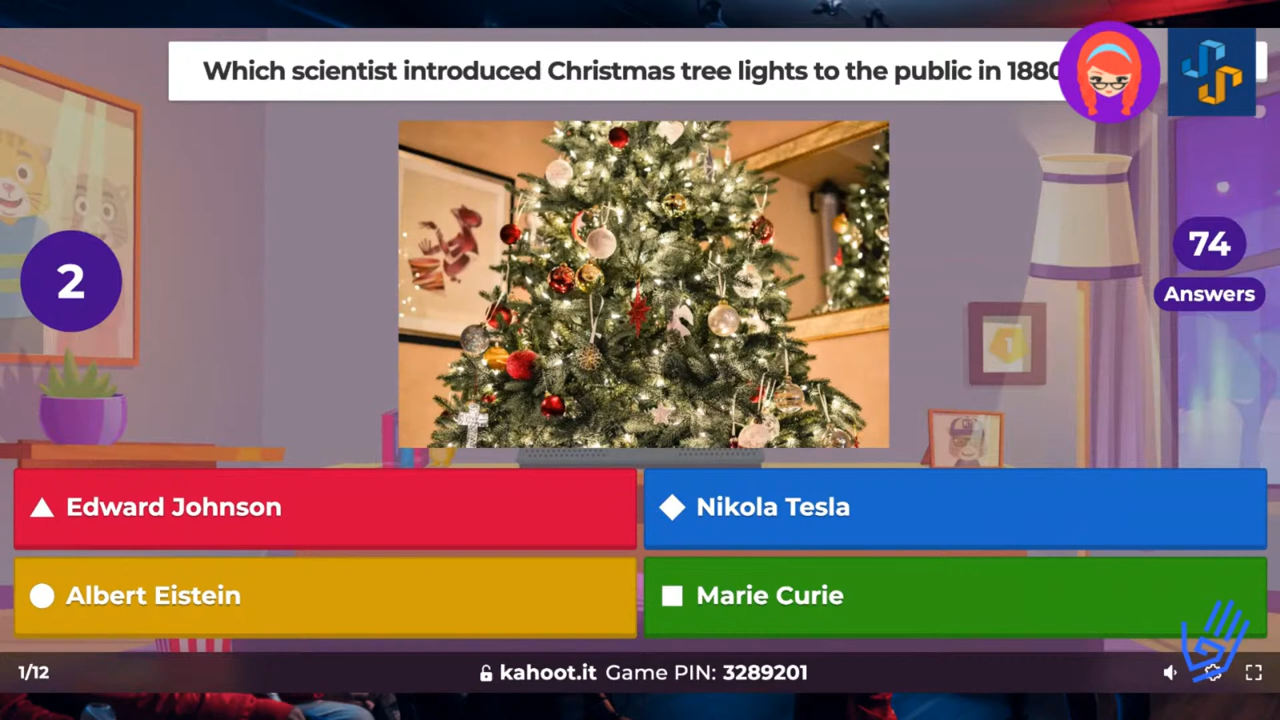 Which scientist introduced Christmas tree lights to the public in 1880
2
74
Answers
Edward Johnson
Nikola Tesla
Albert Eistein
Marie Curie
1/12
kahoot.it Game PIN: 3289201